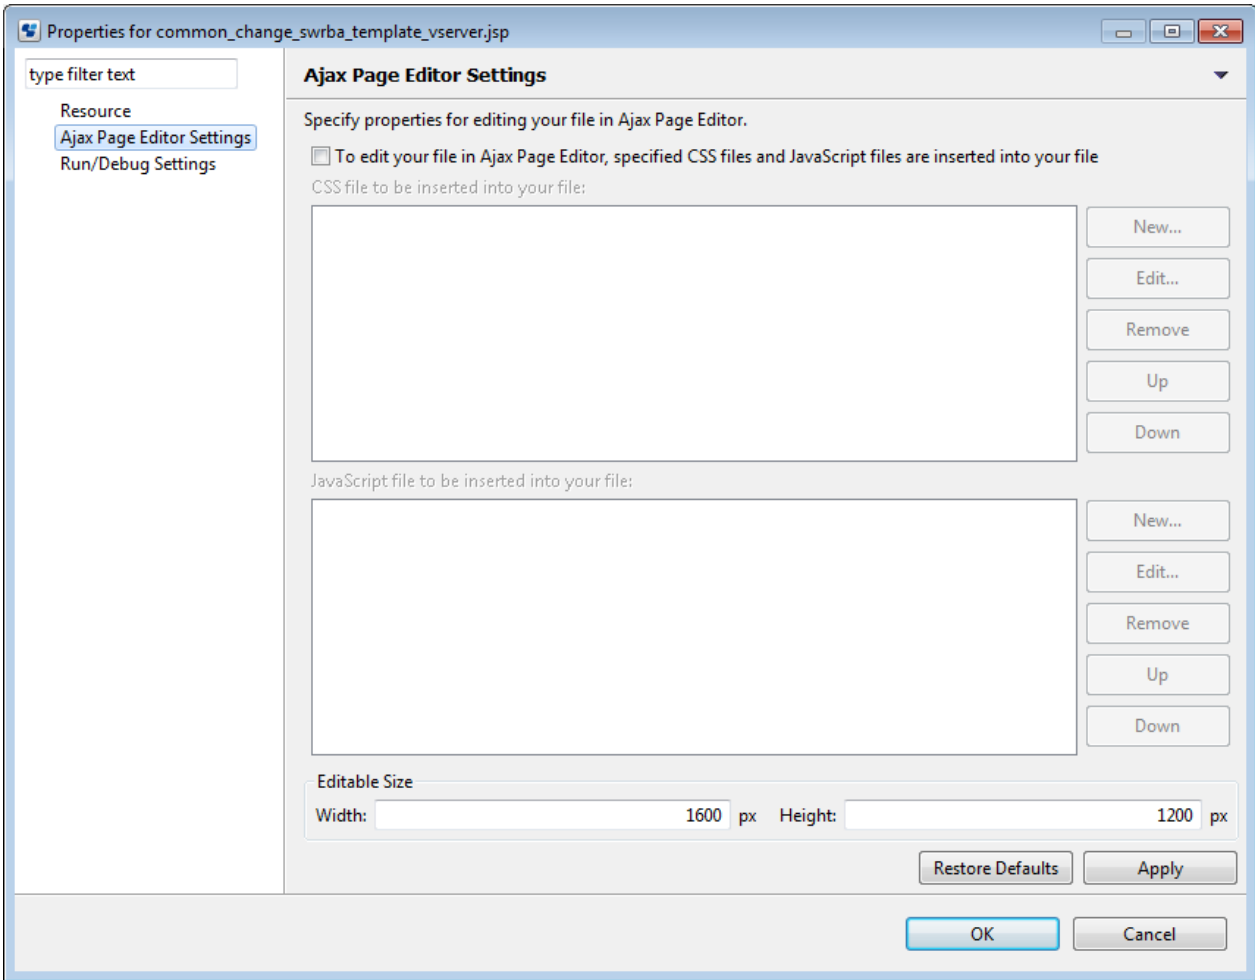 Properties for common_change_swrba_template_vserver.jsp
type filter text
Resource
Ajax Page Editor Settings
Run/Debug Settings
Ajax Page Editor Settings
Specify properties for editing your file in Ajax Page Editor.
To edit your file in Ajax Page Editor, specified CSS files and JavaScript files are inserted into your file
CSS file to be inserted into your file:
New...
Edit...
Remove
Up
Down
JavaScript file to be inserted into your file:
New...
Edit...
Remove
Up
Down
Editable Size
Width: 1600 px Height: 1200 px
Restore Defaults Apply
OK Cancel